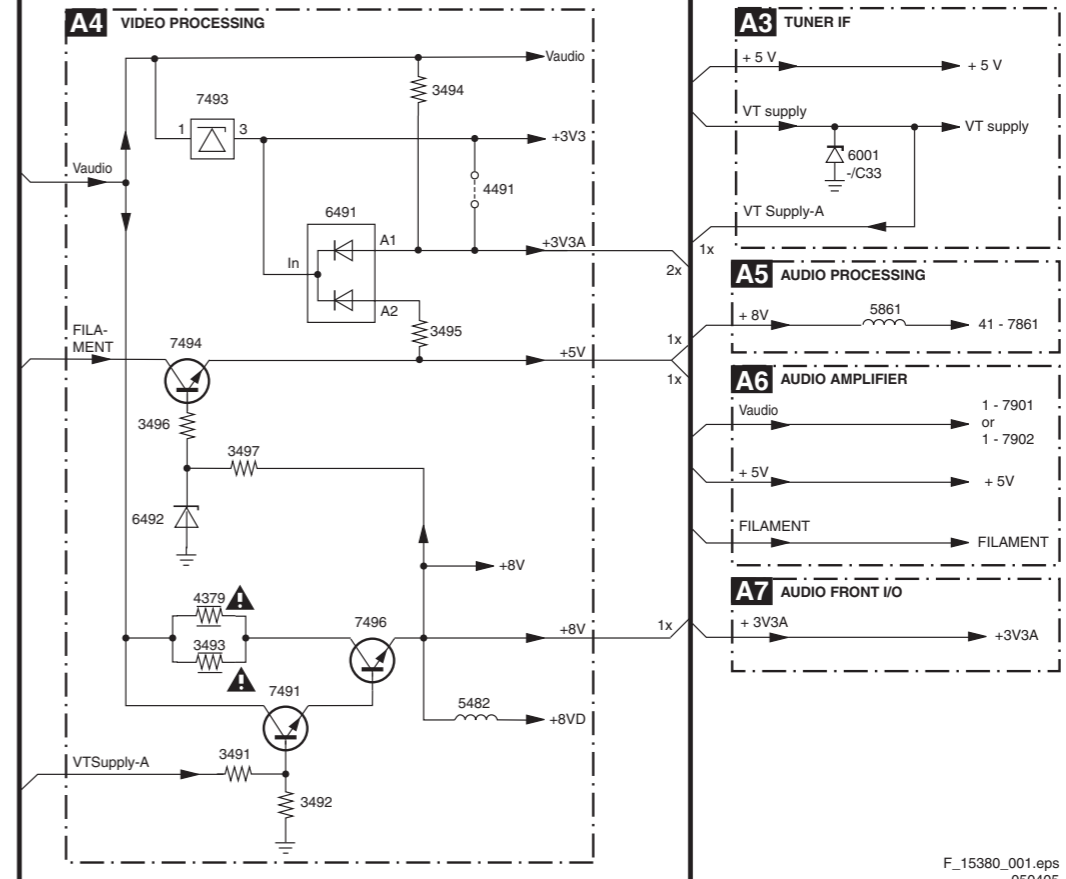 A4 VIDEO PROCESSING
Vaudio
3494
7493
1
3
+3V3
4491
Vaudio
6491
A1
+3V3A
In
A2
2x
3495
FILA-
MENT
7494
+5V
1x
1x
3496
3497
6492
+8V
4379
3493
7496
+8V
1x
7491
5482
+8VD
VTSupply-A
3491
3492
A3 TUNER IF
+ 5 V
+ 5 V
VT supply
VT supply
6001
-/C33
VT Supply-A
1x
A5 AUDIO PROCESSING
+ 8V
5861
41 - 7861
A6 AUDIO AMPLIFIER
Vaudio
1 - 7901
or
1 - 7902
+ 5V
+ 5V
FILAMENT
FILAMENT
A7 AUDIO FRONT I/O
+ 3V3A
+3V3A
F_15380_001.eps